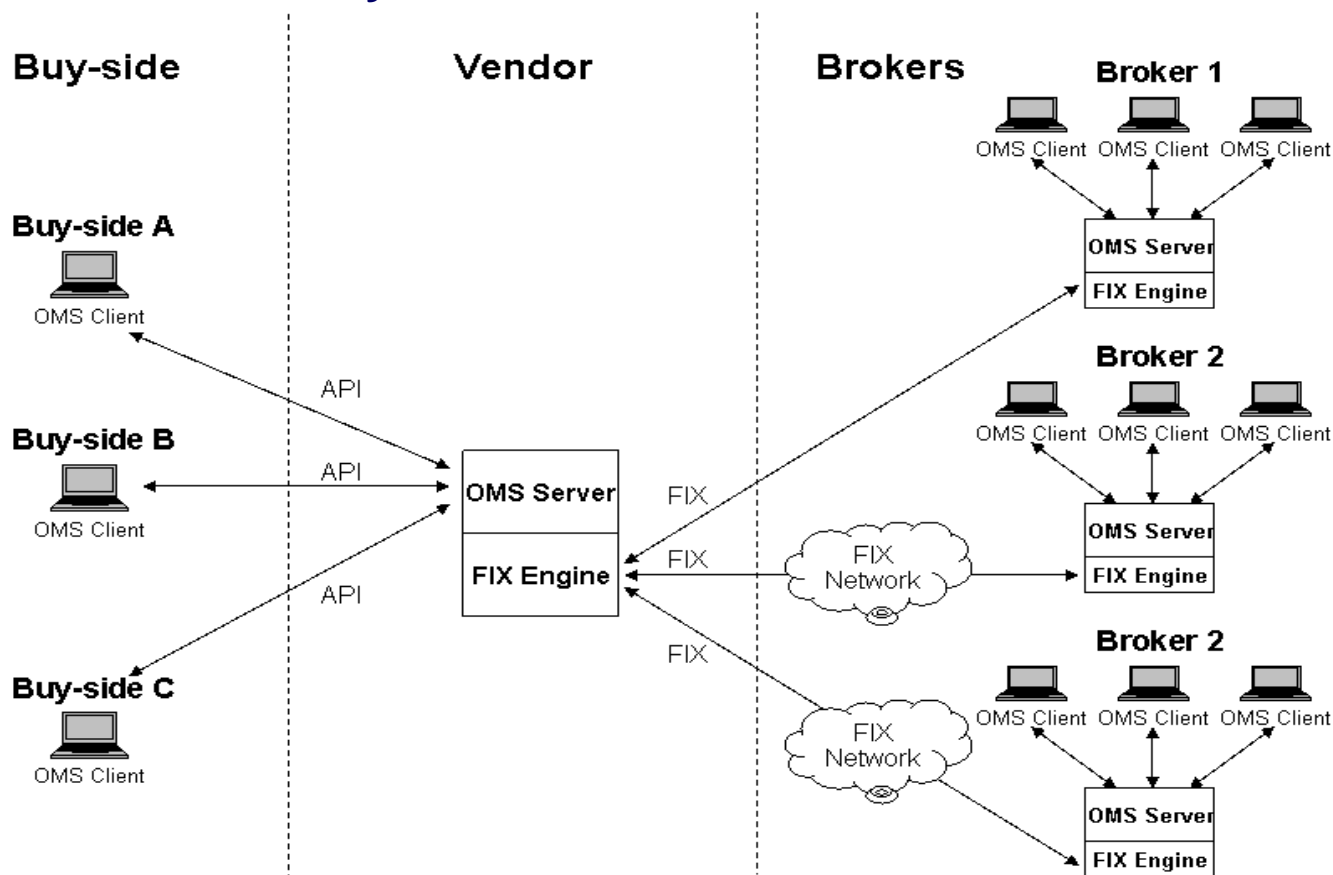 Buy-side
Vendor
Brokers
Broker 1
OMS Client OMS Client OMS Client
OMS Server
FIX Engine
Buy-side A
OMS Client
API
Buy-side B
OMS Client
API
API
Buy-side C
OMS Client
OMS Server
FIX Engine
FIX
FIX
FIX
FIX
Network
FIX
Network
Broker 2
OMS Client OMS Client OMS Client
OMS Server
FIX Engine
Broker 2
OMS Client OMS Client OMS Client
OMS Server
FIX Engine